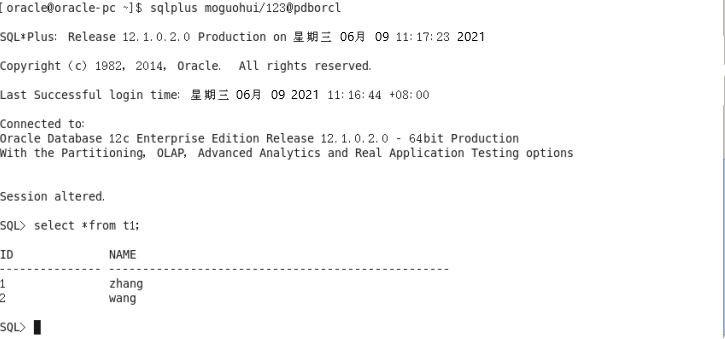 [oracle@oracle-pc ~]$ sqlplus moguohui/123@pdborcl
SQL*Plus: Release 12.1.0.2.0 Production on 星期三 06月 09 11:17:23 2021
Copyright (c) 1982, 2014, Oracle.  All rights reserved.
Last Successful login time: 星期三 06月 09 2021 11:16:44 +08:00
Connected to:
Oracle Database 12c Enterprise Edition Release 12.1.0.2.0 - 64bit Production
With the Partitioning, OLAP, Advanced Analytics and Real Application Testing options
Session altered.
SQL> select *from t1;
ID NAME
--------------- --------------------------------------------------
1 zhang
2 wang
SQL>